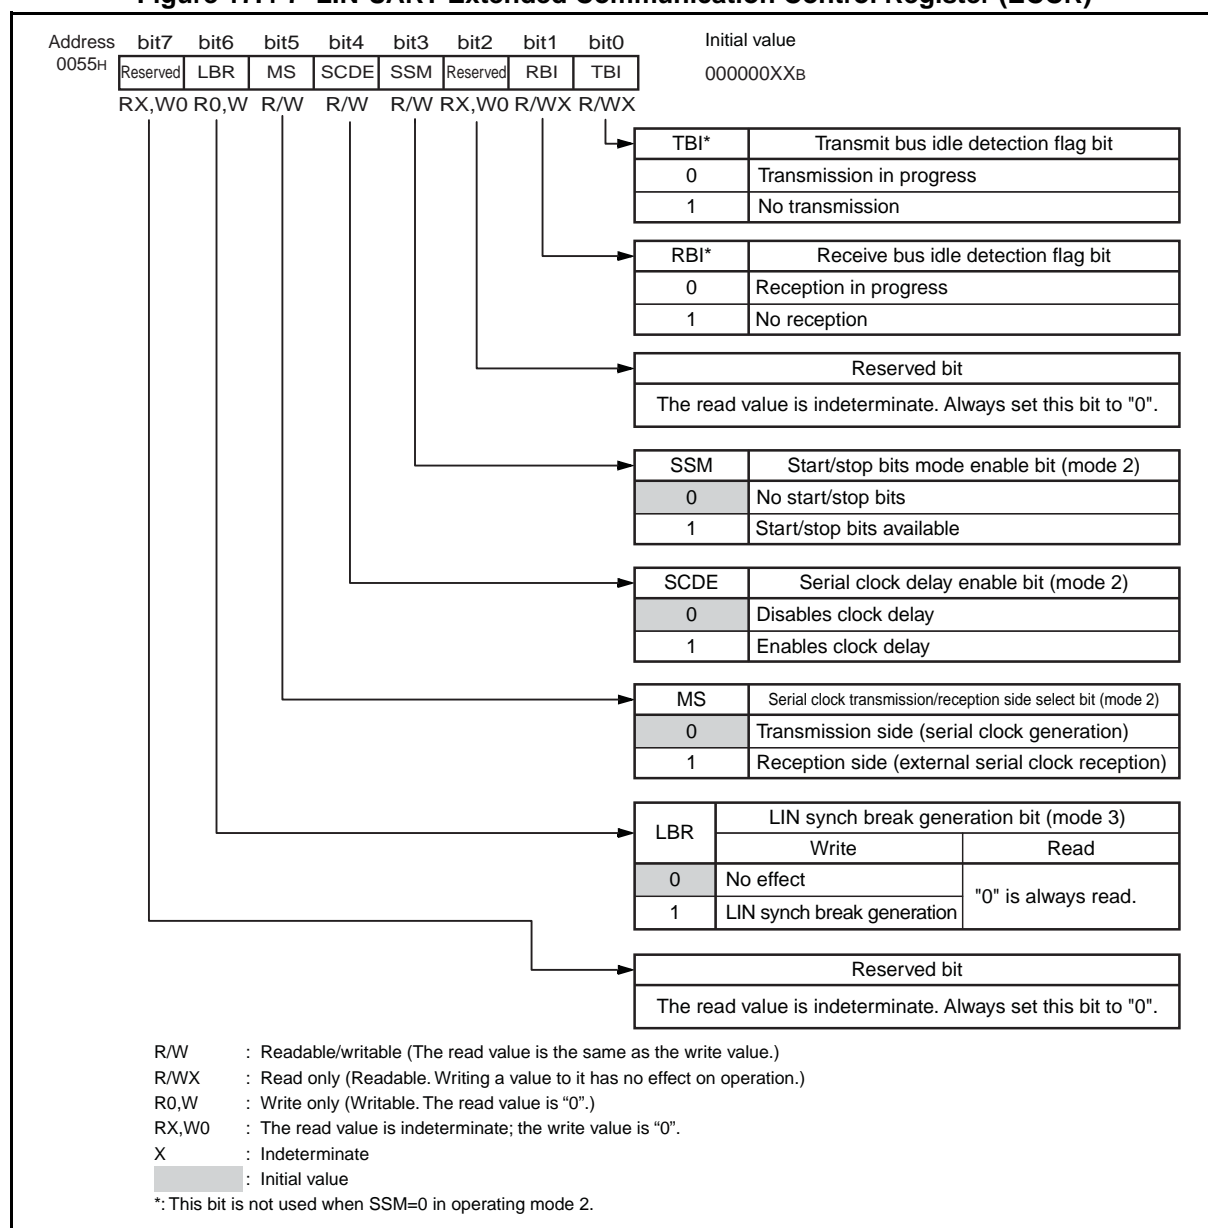 Address bit7 bit6 bit5 bit4 bit3 bit2 bit1 bit0 Initial value
0055H Reserved LBR MS SCDE SSM Reserved RBI TBI 000000XXB
RX,W0 R0,W R/W R/W R/W RX,W0 R/WX R/WX
TBI* Transmit bus idle detection flag bit
0 Transmission in progress
1 No transmission
RBI* Receive bus idle detection flag bit
0 Reception in progress
1 No reception
Reserved bit
The read value is indeterminate. Always set this bit to "0".
SSM Start/stop bits mode enable bit (mode 2)
0 No start/stop bits
1 Start/stop bits available
SCDE Serial clock delay enable bit (mode 2)
0 Disables clock delay
1 Enables clock delay
MS Serial clock transmission/reception side select bit (mode 2)
0 Transmission side (serial clock generation)
1 Reception side (external serial clock reception)
LBR LIN synch break generation bit (mode 3)
Write Read
0 No effect "0" is always read.
1 LIN synch break generation
Reserved bit
The read value is indeterminate. Always set this bit to "0".
R/W : Readable/writable (The read value is the same as the write value.)
R/WX : Read only (Readable. Writing a value to it has no effect on operation.)
R0,W : Write only (Writable. The read value is “0”.)
RX,W0 : The read value is indeterminate; the write value is “0”.
X : Indeterminate
: Initial value
*: This bit is not used when SSM=0 in operating mode 2.